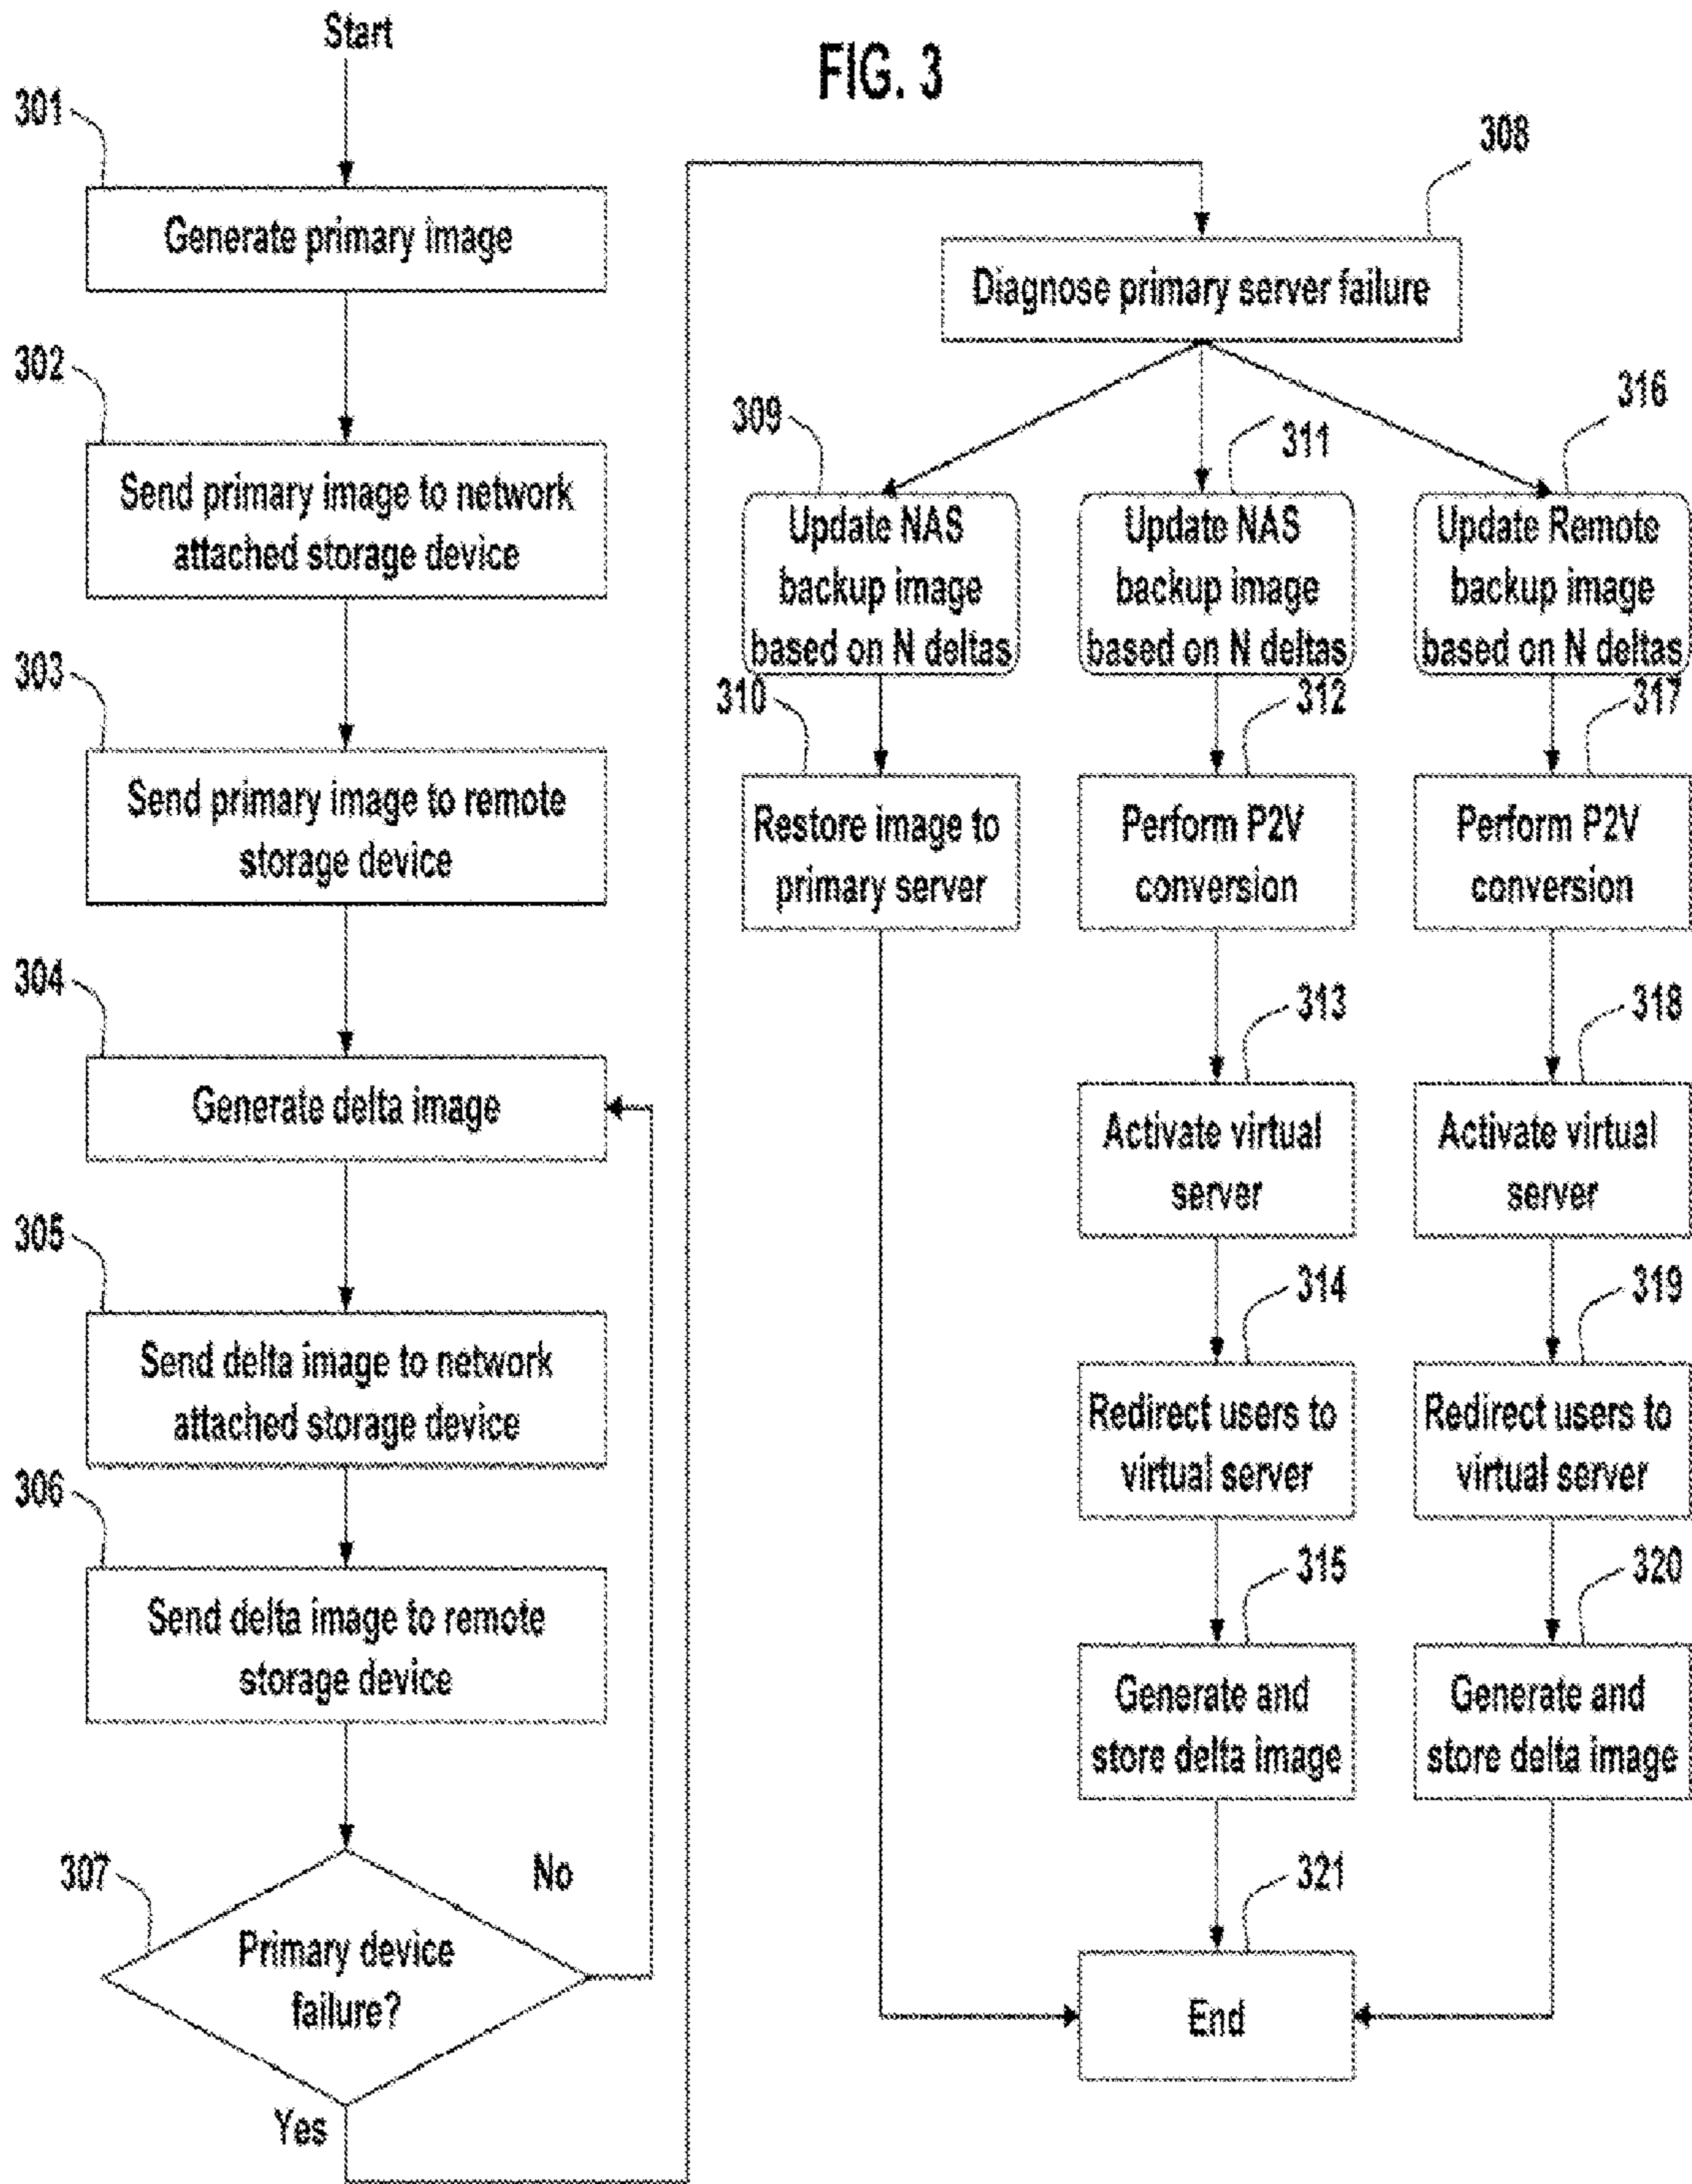 Start
FIG. 3
301
Generate primary image
302
Send primary image to network
attached storage device
303
Send primary image to remote
storage device
304
Generate delta image
305
Send delta image to network
attached storage device
306
Send delta image to remote
storage device
307
No
Primary device
failure?
Yes
308
Diagnose primary server failure
309
Update NAS
backup image
based on N deltas
310
Restore image to
primary server
311
Update NAS
backup image
based on N deltas
312
Perform P2V
conversion
313
Activate virtual
server
314
Redirect users to
virtual server
315
Generate and
store delta image
316
Update Remote
backup image
based on N deltas
317
Perform P2V
conversion
318
Activate virtual
server
319
Redirect users to
virtual server
320
Generate and
store delta image
321
End